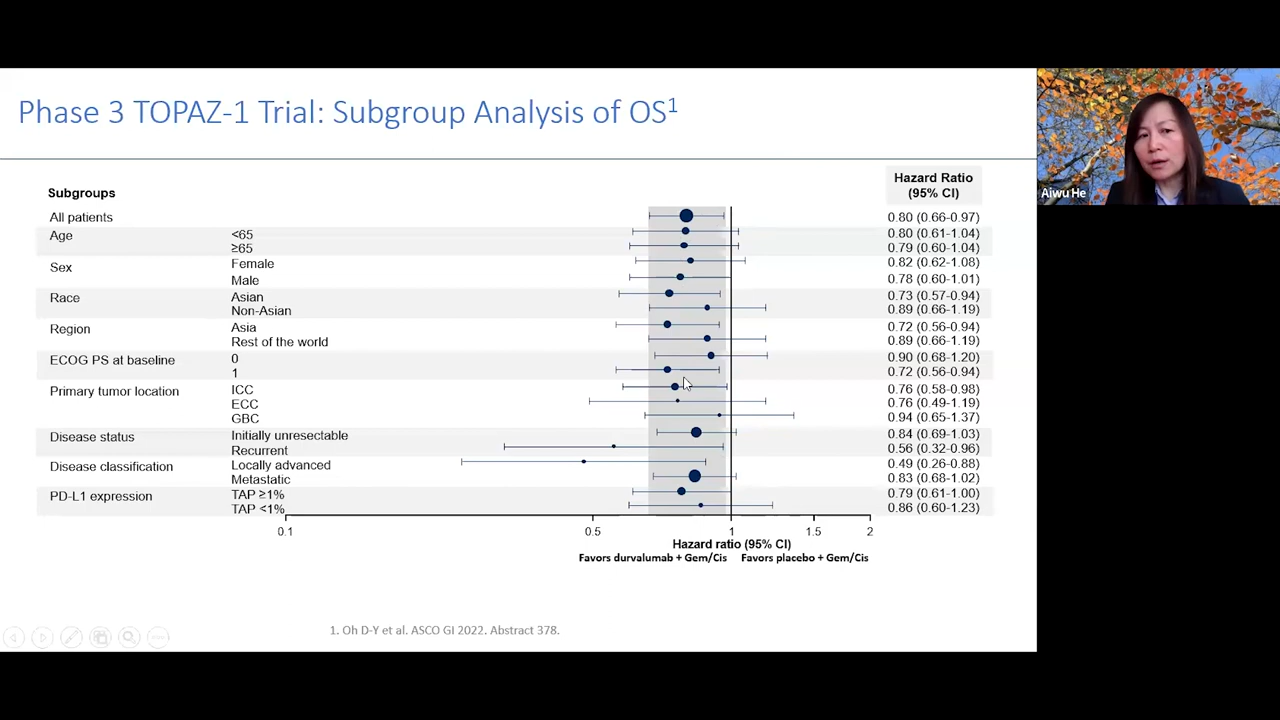 Phase 3 TOPAZ-1 Trial: Subgroup Analysis of OS1
Aiwu He
Subgroups
Hazard Ratio
(95% CI)
All patients 0.80 (0.66-0.97)
Age <65 0.80 (0.61-1.04)
≥65 0.79 (0.60-1.04)
Sex Female 0.82 (0.62-1.08)
Male 0.78 (0.60-1.01)
Race Asian 0.73 (0.57-0.94)
Non-Asian 0.89 (0.66-1.19)
Region Asia 0.72 (0.56-0.94)
Rest of the world 0.89 (0.66-1.19)
ECOG PS at baseline 0 0.90 (0.68-1.20)
1 0.72 (0.56-0.94)
Primary tumor location ICC 0.76 (0.58-0.98)
ECC 0.76 (0.49-1.19)
GBC 0.94 (0.65-1.37)
Disease status Initially unresectable 0.84 (0.69-1.03)
Recurrent 0.56 (0.32-0.96)
Disease classification Locally advanced 0.49 (0.26-0.88)
Metastatic 0.83 (0.68-1.02)
PD-L1 expression TAP ≥1% 0.79 (0.61-1.00)
TAP <1% 0.86 (0.60-1.23)
0.1 0.5 1 1.5 2
Hazard ratio (95% CI)
Favors durvalumab + Gem/Cis Favors placebo + Gem/Cis
1. Oh D-Y et al. ASCO GI 2022. Abstract 378.